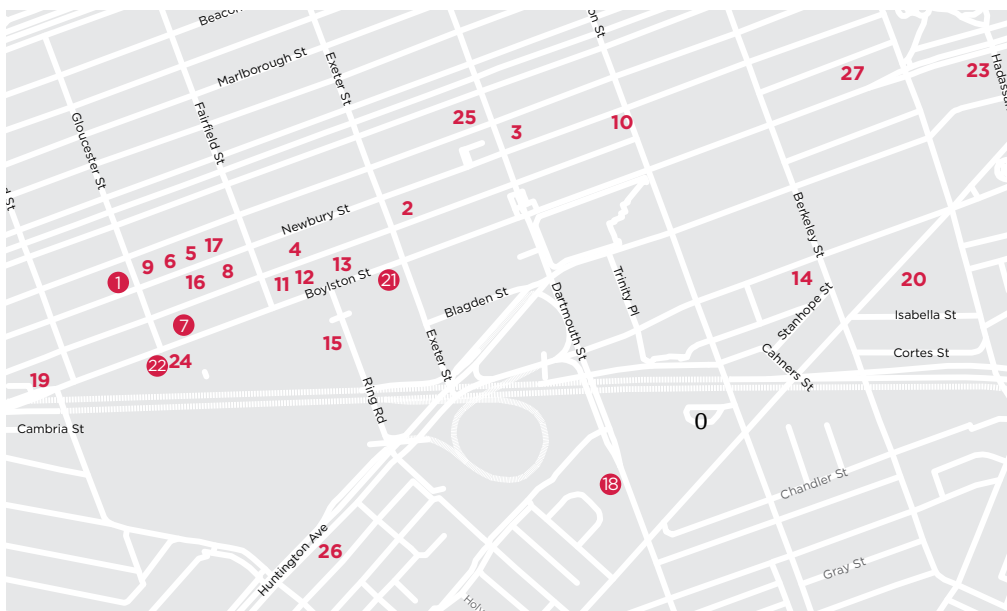 Beacon
on St
Marlborough St
Exeter St
27
23
Hadassah
25
3
10
Gloucester St
Fairfield St
d St
Newbury St
2
Berkeley St
17
5
6
9
4
13
8
16
12
11
1
Boylston St
21
Trinity Pl
14
20
Stanhope St
Blagden St
Dartmouth St
Isabella St
7
15
Exeter St
22
24
Cahners St
Cortes St
19
Ring Rd
Cambria St
0
18
Chandler St
Huntington Ave
26
Gray St
Holy